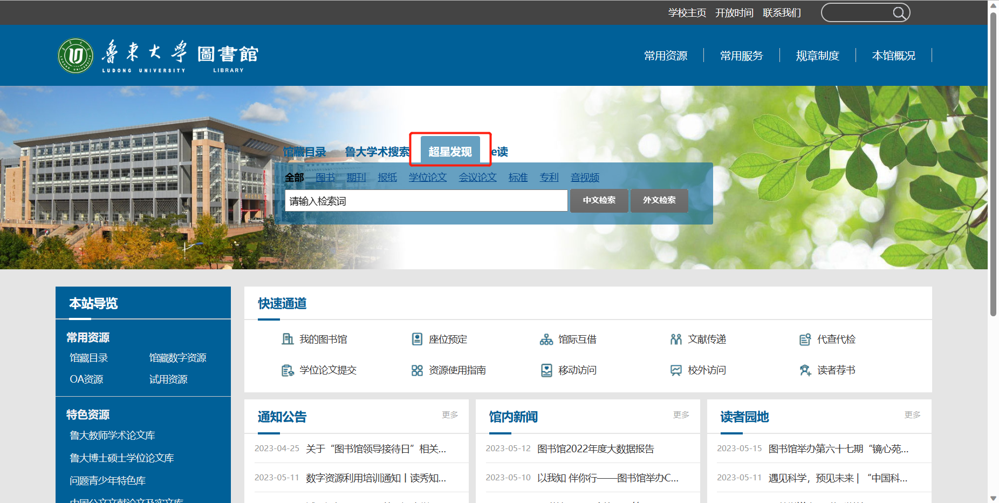 学校主页 开放时间 联系我们
鲁东大学 圖書館
LUDONG UNIVERSITY LIBRARY
常用资源 常用服务 规章制度 本馆概况
馆藏目录 鲁大学术搜索 超星发现 e读
全部 图书 期刊 报纸 学位论文 会议论文 标准 专利 音视频
请输入检索词 中文检索 外文检索
本站导览
常用资源
馆藏目录 馆藏数字资源
OA资源 试用资源
特色资源
鲁大教师学术论文库
鲁大博士硕士学位论文库
问题青少年特色库
快速通道
我的图书馆 座位预定 馆际互借 文献传递 代查代检
学位论文提交 资源使用指南 移动访问 校外访问 读者荐书
通知公告 更多
2023-04-25 关于“图书馆领导接待日”相关...
2023-05-11 数字资源利用培训通知丨读秀知...
馆内新闻 更多
2023-05-12 图书馆2022年度大数据报告
2023-05-10 以我知 伴你行——图书馆举办C...
读者园地 更多
2023-05-15 图书馆举办第六十七期“镜心苑...
2023-05-11 遇见科学，预见未来 | “中国科...